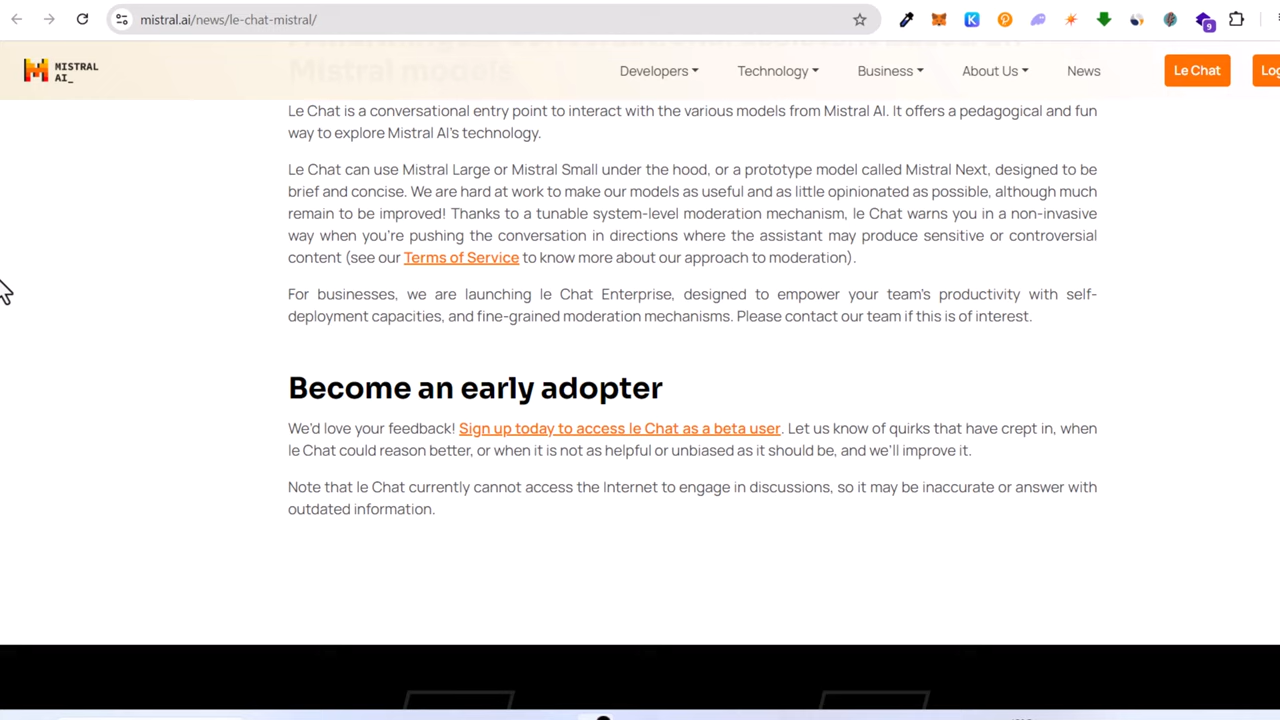 mistral.ai/news/le-chat-mistral/
9
MISTRAL
AI_
Developers
Technology
Business
About Us
News
Le Chat
Mistral models
Le Chat is a conversational entry point to interact with the various models from Mistral AI. It offers a pedagogical and fun
way to explore Mistral AI's technology.
Le Chat can use Mistral Large or Mistral Small under the hood, or a prototype model called Mistral Next, designed to be
brief and concise. We are hard at work to make our models as useful and as little opinionated as possible, although much
remain to be improved! Thanks to a tunable system-level moderation mechanism, le Chat warns you in a non-invasive
way when you're pushing the conversation in directions where the assistant may produce sensitive or controversial
content (see our Terms of Service to know more about our approach to moderation).
For businesses, we are launching le Chat Enterprise, designed to empower your team's productivity with self-
deployment capacities, and fine-grained moderation mechanisms. Please contact our team if this is of interest.
Become an early adopter
We'd love your feedback! Sign up today to access le Chat as a beta user. Let us know of quirks that have crept in, when
le Chat could reason better, or when it is not as helpful or unbiased as it should be, and we'll improve it.
Note that le Chat currently cannot access the Internet to engage in discussions, so it may be inaccurate or answer with
outdated information.